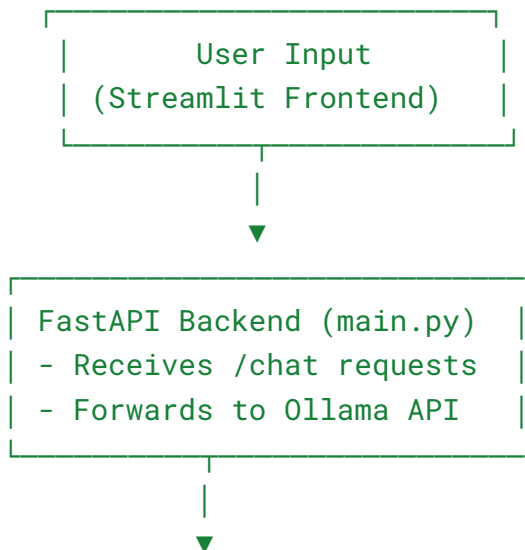 User Input
(Streamlit Frontend)
FastAPI Backend (main.py)
- Receives /chat requests
- Forwards to Ollama API